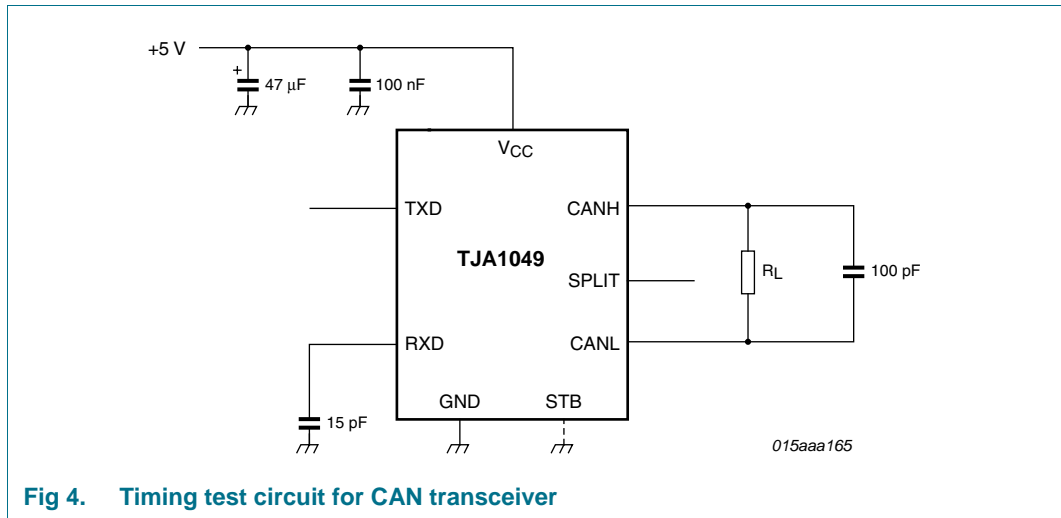 +5 V
+
47 μF
100 nF
VCC
TXD
CANH
TJA1049
RL
100 pF
SPLIT
RXD
CANL
15 pF
GND
STB
015aaa165
Fig 4. Timing test circuit for CAN transceiver